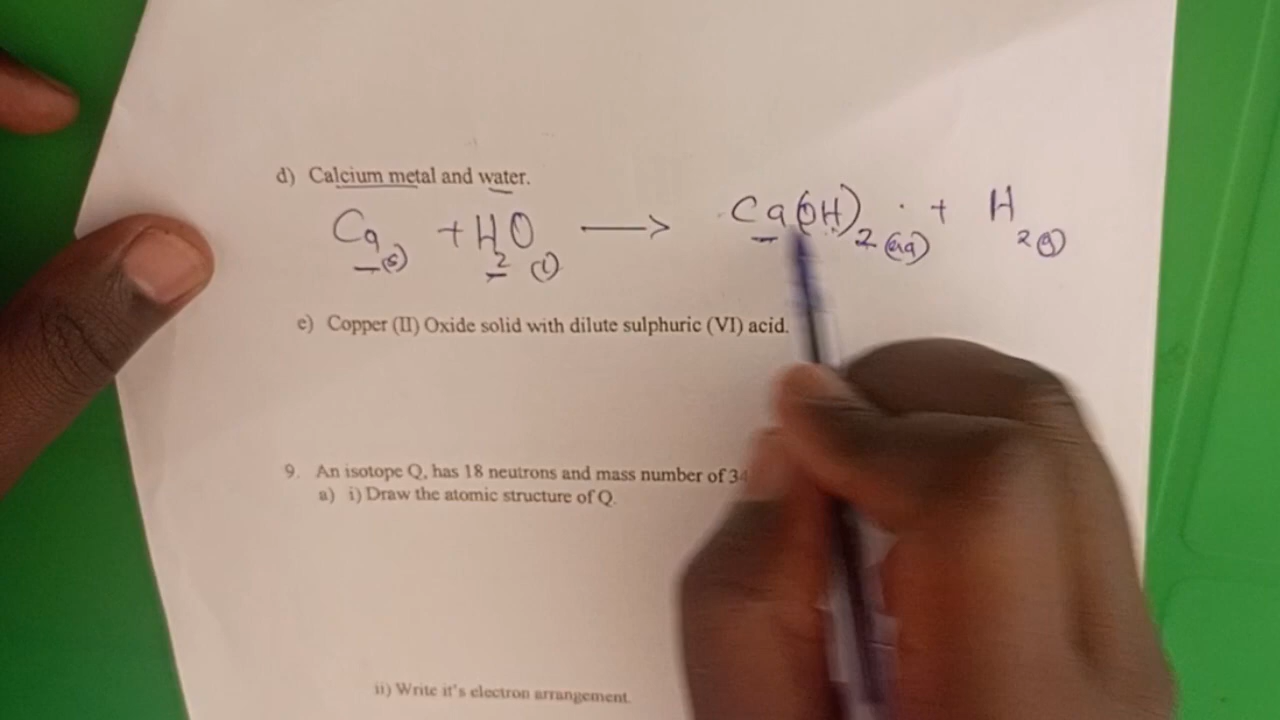 d) Calcium metal and water.
Ca(s) + H2O(l) ⟶ Ca(OH)2(aq) + H2(g)
e) Copper (II) Oxide solid with dilute sulphuric (VI) acid.
9. An isotope Q, has 18 neutrons and mass number of 34
a) i) Draw the atomic structure of Q.
ii) Write it's electron arrangement.